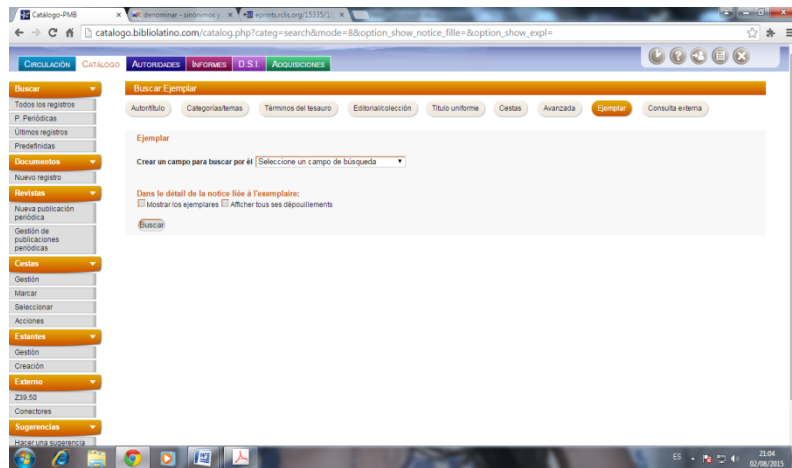 Catálogo-PMB
denominar - sinónimos y
eprints.rclis.org/15335/1/
catalogo.bibliolatino.com/catalog.php?categ=search&mode=8&option_show_notice_fille=&option_show_expl=
CIRCULACIÓN CATÁLOGO AUTORIDADES INFORMES D.S.I. ADQUISICIONES
Buscar
Todos los registros
P. Periódicas
Últimos registros
Predefinidas
Documentos
Nuevo registro
Revistas
Nueva publicación
periódica
Gestión de
publicaciones
periódicas
Cestas
Gestión
Marcar
Seleccionar
Acciones
Estantes
Gestión
Creación
Externo
Z39.50
Conectores
Sugerencias
Hacer una sugerencia
Buscar:Ejemplar
Autor/título Categorías/temas Términos del tesauro Editorial/colección Título uniforme Cestas Avanzada Ejemplar Consulta externa
Ejemplar
Crear un campo para buscar por él Seleccione un campo de búsqueda
Dans le détail de la notice liée à l'exemplaire:
Mostrar los ejemplares Afficher tous ses dépouillements
Buscar
ES
21:04
02/08/2015